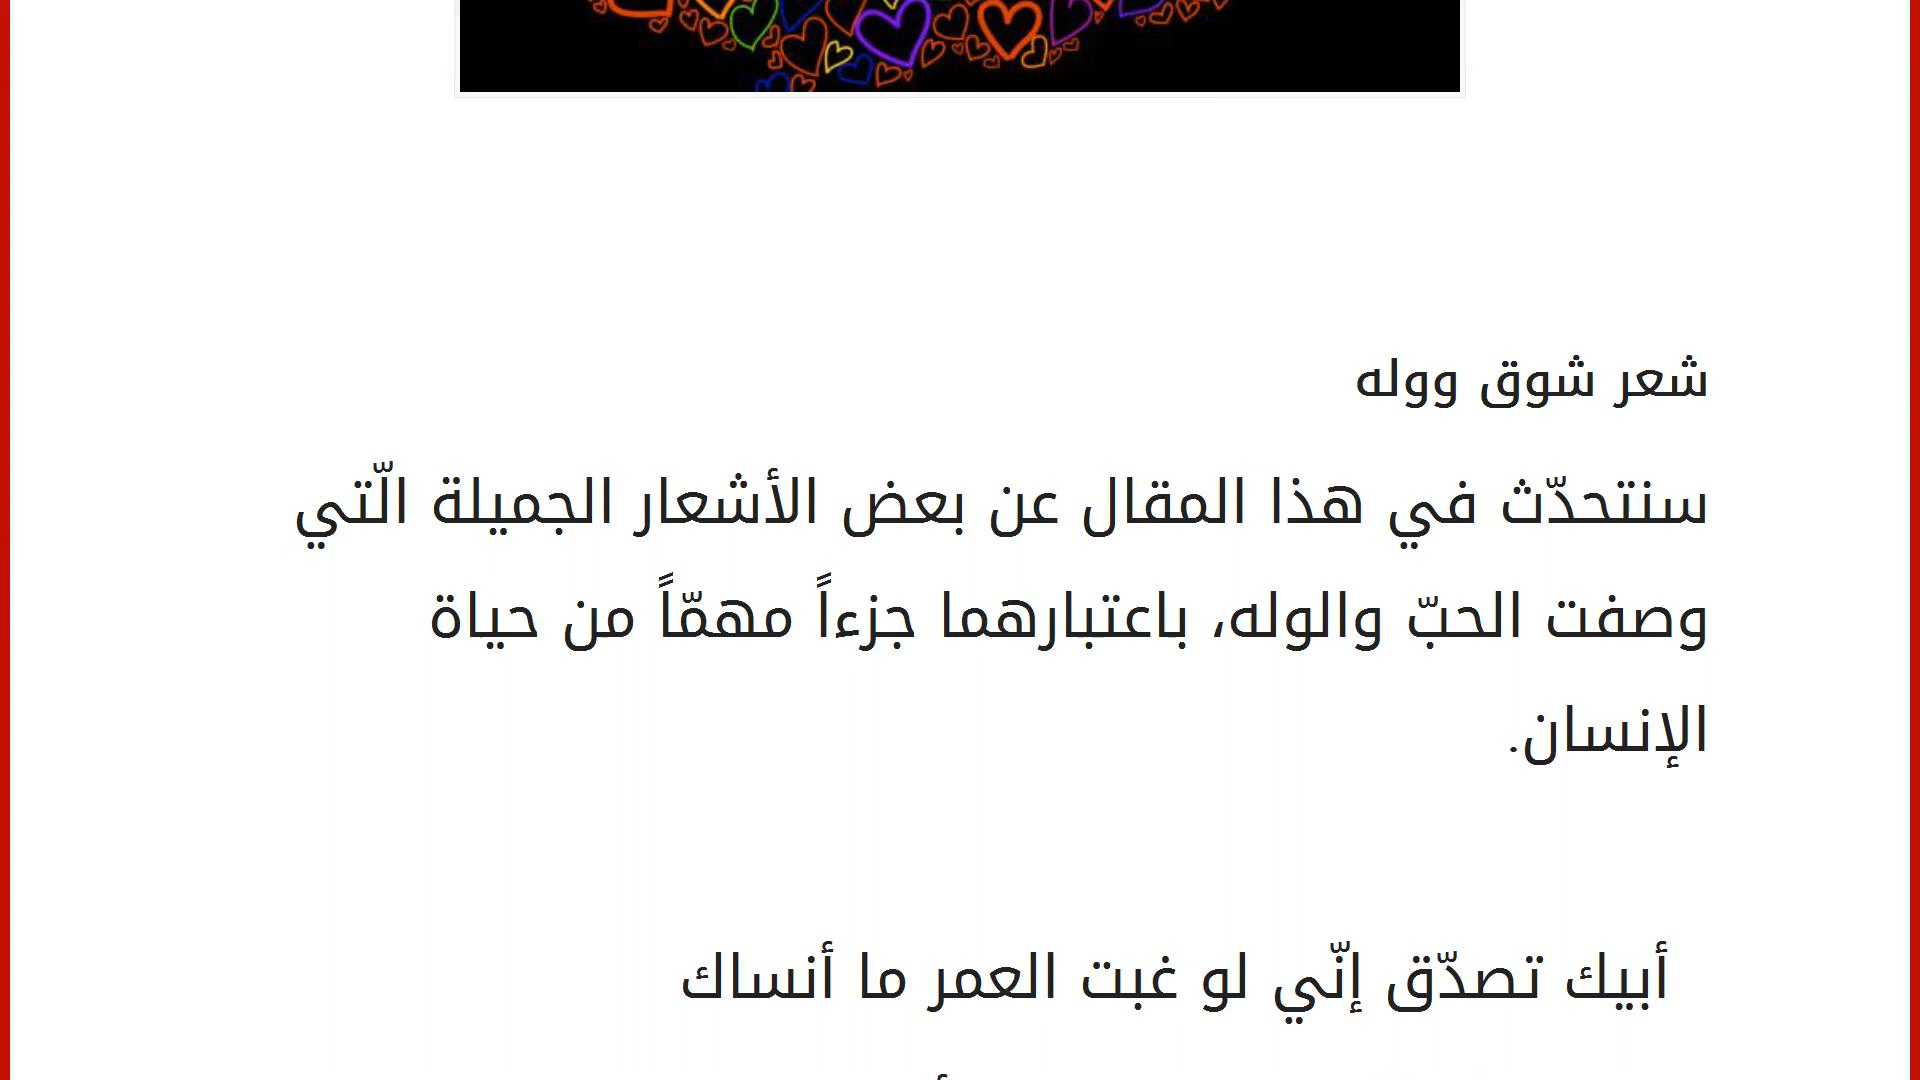 شعر شوق ووله
سنتحدّث في هذا المقال عن بعض الأشعار الجميلة الّتي
وصفت الحبّ والوله، باعتبارهما جزءاً مهمّاً من حياة
الإنسان.
أبيك تصدّق إنّي لو غبت العمر ما أنساك